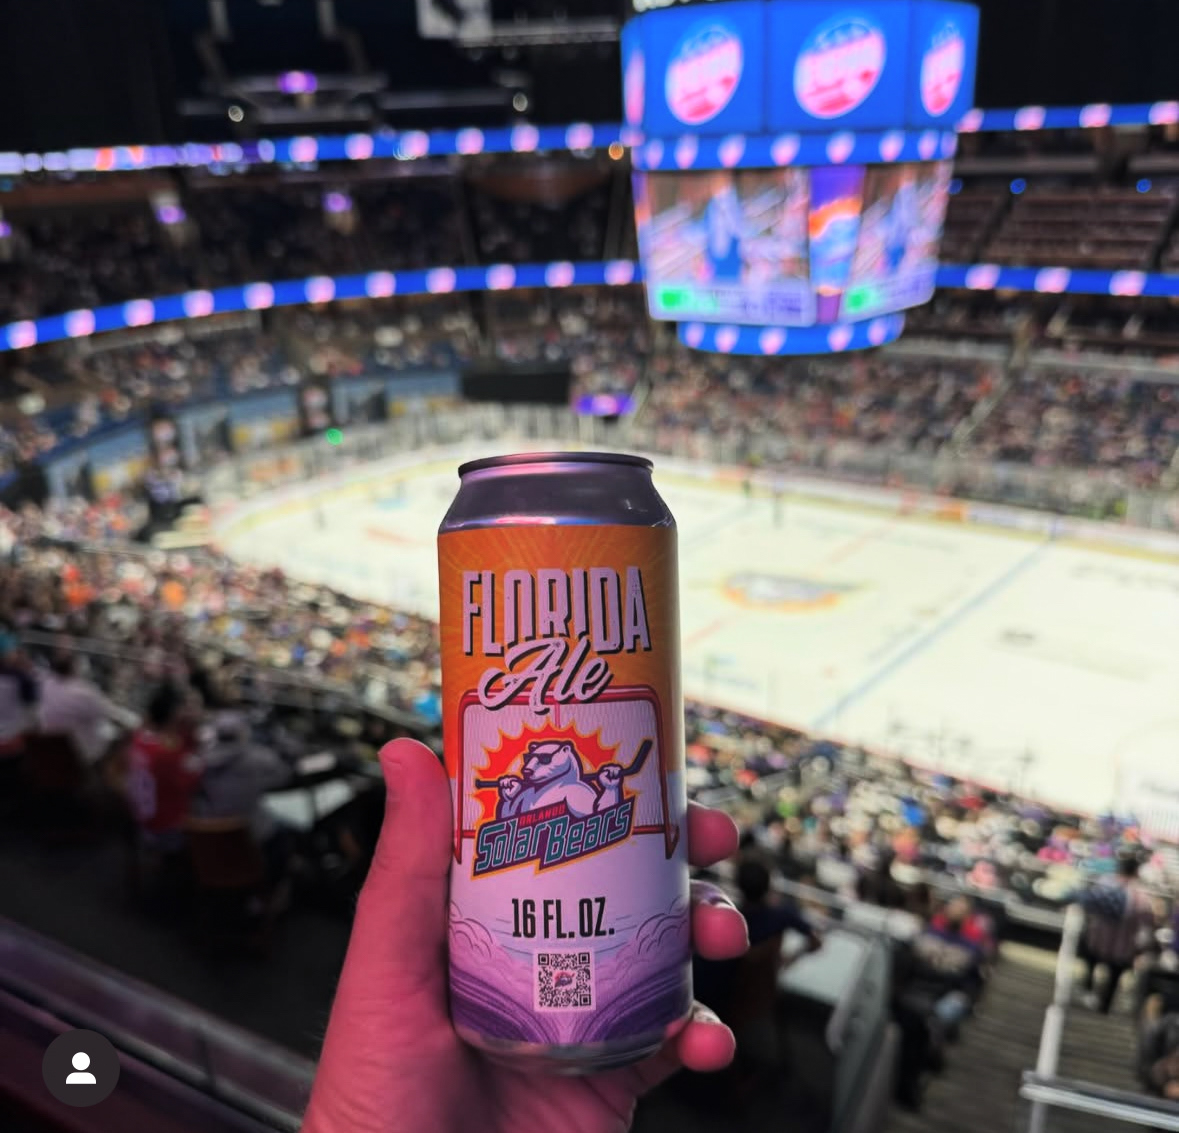 FLORIDA
Ale
ORLANDO
SolarBears
16 FL. OZ.